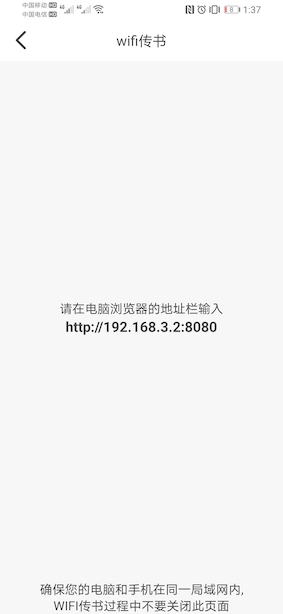 中国移动 HD 4G 4G 8 1:37
中国电信 HD
wifi传书
请在电脑浏览器的地址栏输入
http://192.168.3.2:8080
确保您的电脑和手机在同一局域网内,
WIFI传书过程中不要关闭此页面